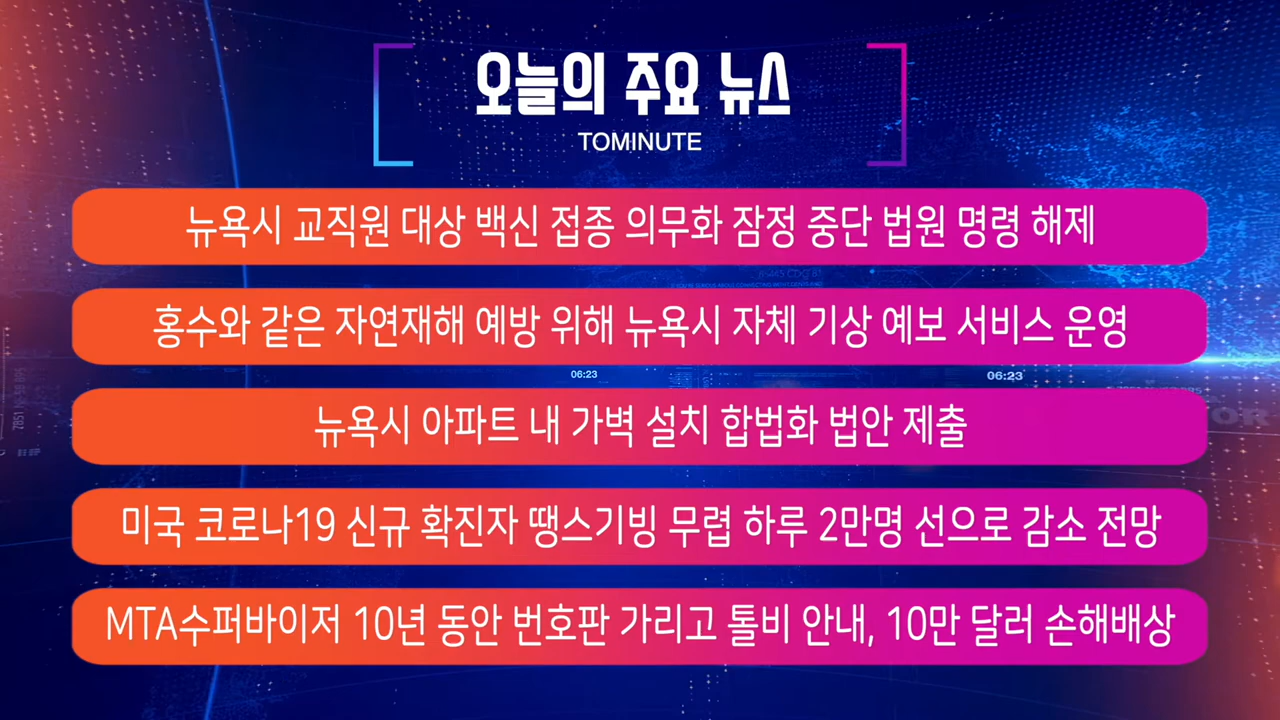 오늘의 주요 뉴스
TOMINUTE
뉴욕시 교직원 대상 백신 접종 의무화 잠정 중단 법원 명령 해제
홍수와 같은 자연재해 예방 위해 뉴욕시 자체 기상 예보 서비스 운영
06:23 06:23
뉴욕시 아파트 내 가벽 설치 합법화 법안 제출
미국 코로나19 신규 확진자 땡스기빙 무렵 하루 2만명 선으로 감소 전망
MTA수퍼바이저 10년 동안 번호판 가리고 톨비 안내, 10만 달러 손해배상